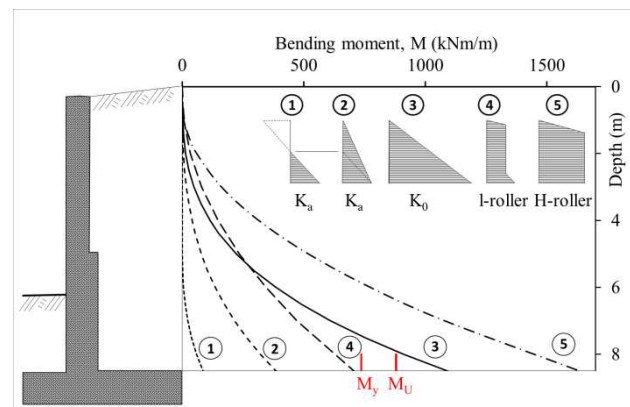 Bending moment, M (kNm/m)
0 500 1000 1500
0
1 2 3 4 5
2
Ka Ka K0 l-roller H-roller
Depth (m)
4
6
1 2 4 3 5
8
My MU